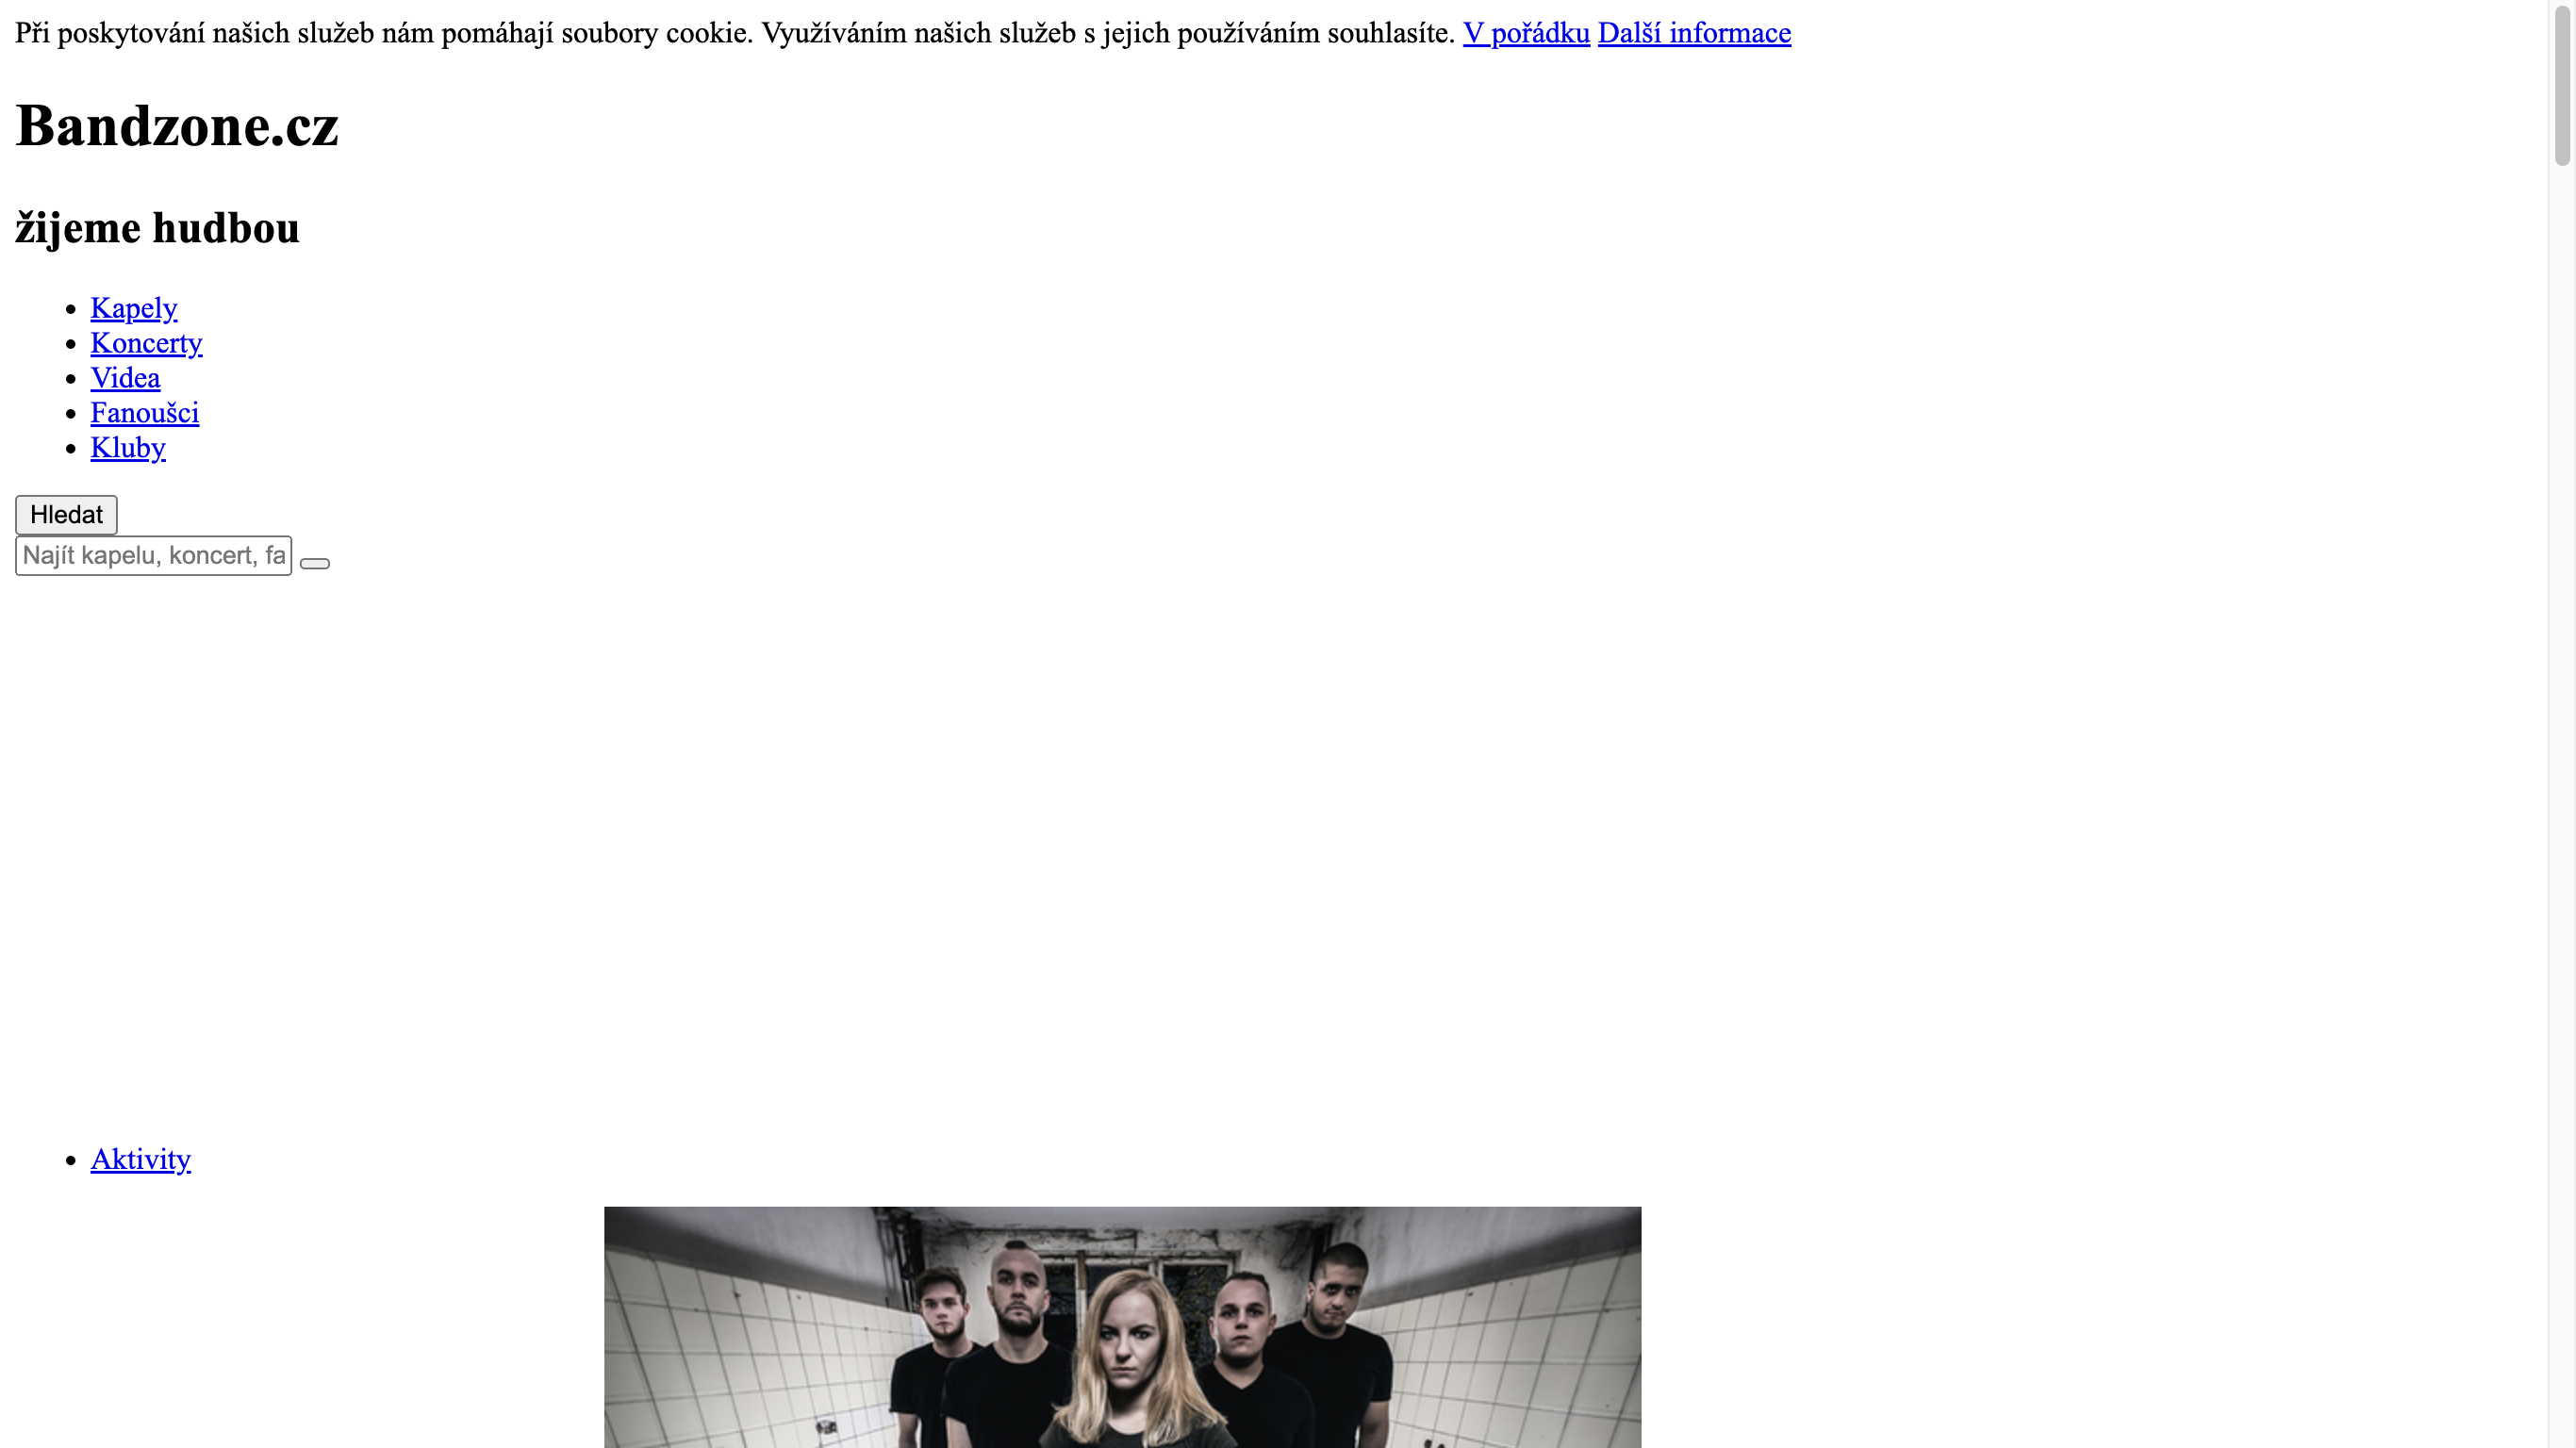 Při poskytování našich služeb nám pomáhají soubory cookie. Využíváním našich služeb s jejich používáním souhlasíte. V pořádku Další informace
Bandzone.cz
žijeme hudbou
Kapely
Koncerty
Videa
Fanoušci
Kluby
Hledat
Najít kapelu, koncert, fa
Aktivity